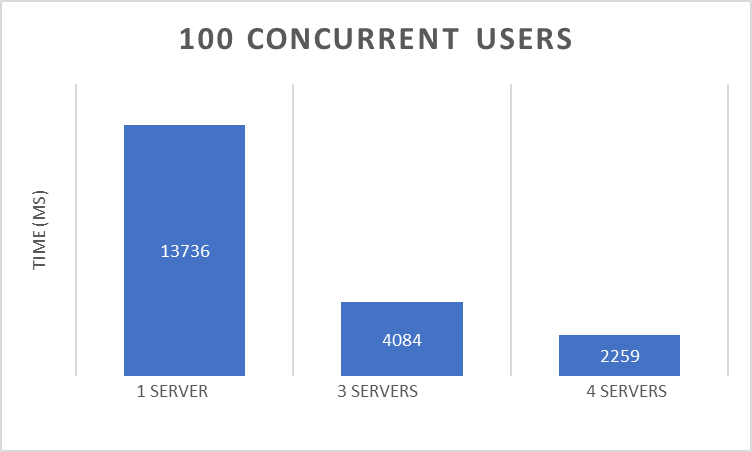 100 CONCURRENT USERS
TIME (MS)
13736
4084
2259
1 SERVER
3 SERVERS
4 SERVERS